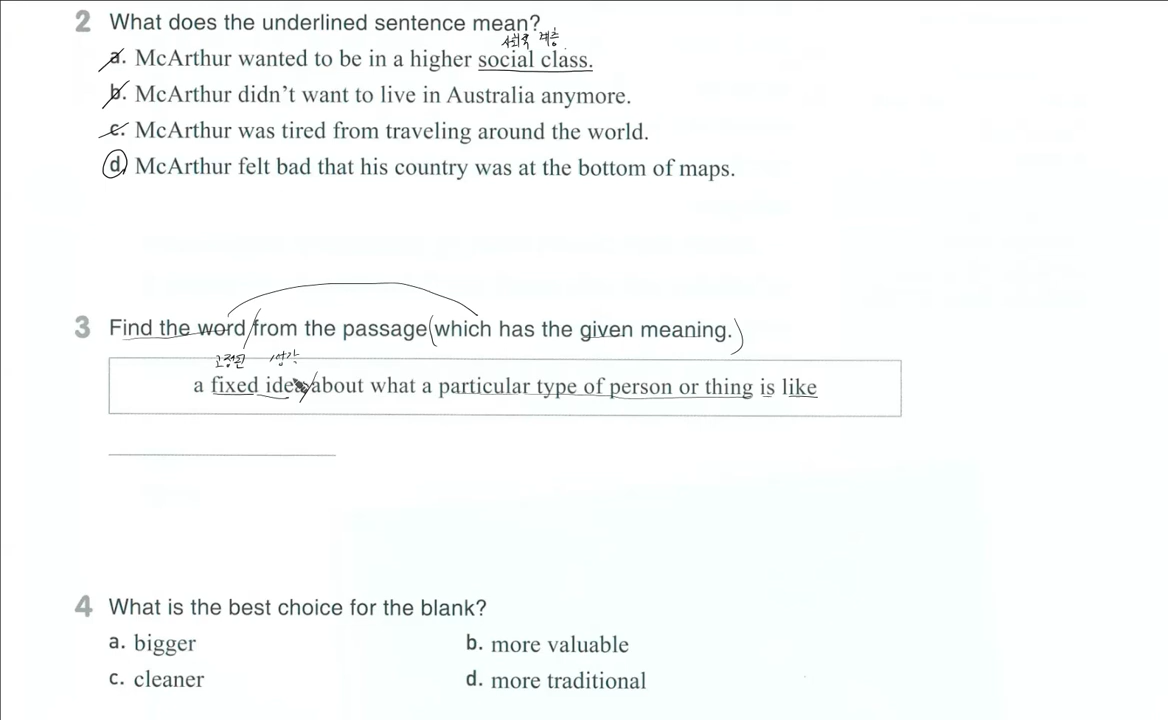 2 What does the underlined sentence mean?
사회적 계층
a. McArthur wanted to be in a higher social class.
b. McArthur didn't want to live in Australia anymore.
c. McArthur was tired from traveling around the world.
d. McArthur felt bad that his country was at the bottom of maps.
3 Find the word from the passage which has the given meaning.
고정된 생각
a fixed idea about what a particular type of person or thing is like
4 What is the best choice for the blank?
a. bigger b. more valuable
c. cleaner d. more traditional